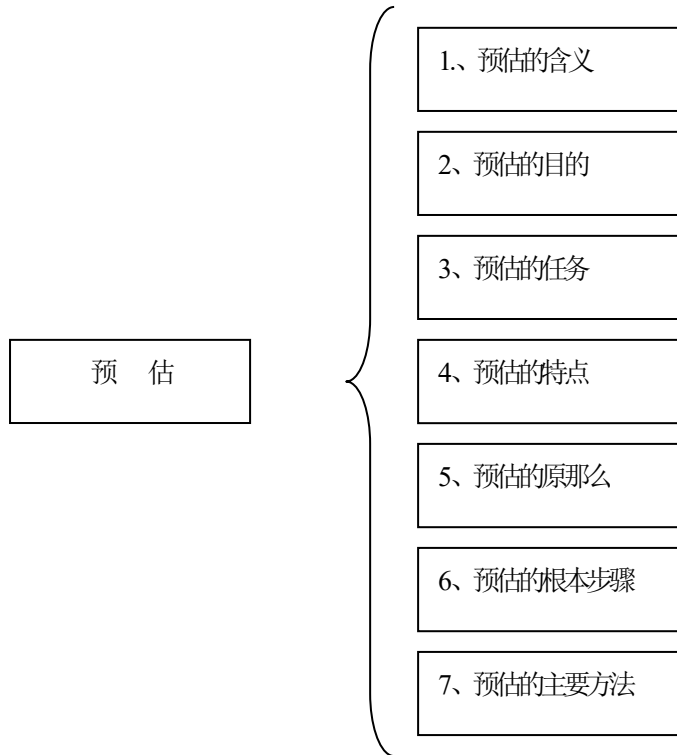 1.、预估的含义
2、预估的目的
3、预估的任务
预 估
4、预估的特点
5、预估的原那么
6、预估的根本步骤
7、预估的主要方法